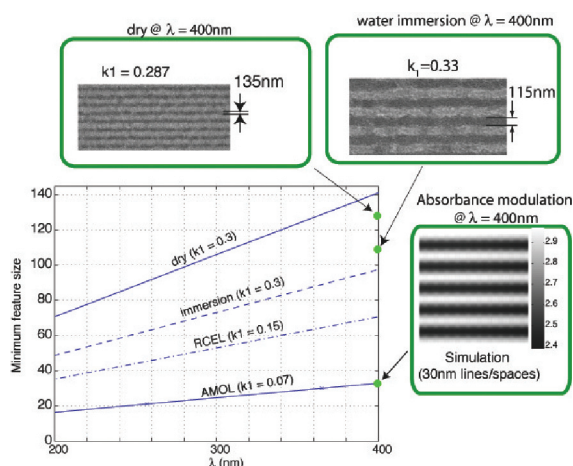 dry @ λ = 400nm
k1 = 0.287
135nm
water immersion @ λ = 400nm
k1=0.33
115nm
Minimum feature size
140
120
100
80
60
40
20
0
dry (k1 = 0.3)
immersion (k1 = 0.3)
RCEL (k1 = 0.15)
AMOL (k1 = 0.07)
200
300
400
λ (nm)
Absorbance modulation
@ λ = 400nm
2.9
2.8
2.7
2.6
2.5
2.4
Simulation
(30nm lines/spaces)